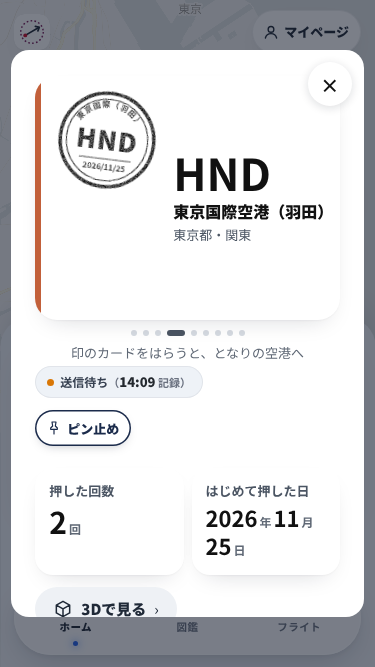 東京
マイページ
東京国際（羽田）
HND
2026/11/25
HND
東京国際空港（羽田）
東京都・関東
印のカードをはらうと、となりの空港へ
送信待ち（14:09 記録）
ピン止め
押した回数
2回
はじめて押した日
2026年11月
25日
3Dで見る ›
ホーム
図鑑
フライト